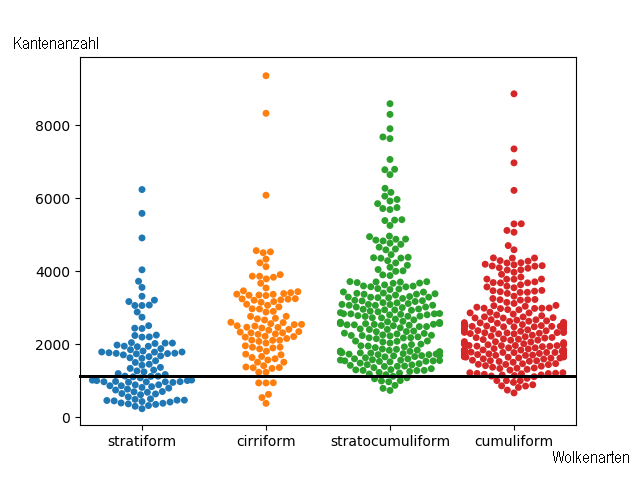 Kantenanzahl
8000
6000
4000
2000
0
stratiform cirriform stratocumuliform cumuliform
Wolkenarten